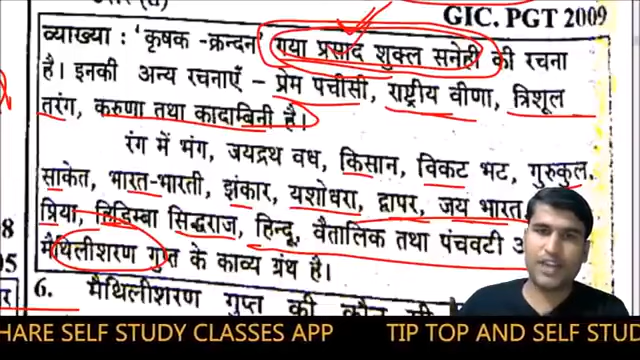 GIC. PGT 2009
व्याख्या : 'कृषक -क्रन्दन' गया प्रसाद शुक्ल सनेही की रचना
है। इनकी अन्य रचनाएँ – प्रेम पचीसी, राष्ट्रीय वीणा, त्रिशूल
तरंग, करुणा तथा कादाम्बिनी है।
रंग में भंग, जयद्रथ वध, किसान, विकट भट, गुरुकुल,
साकेत, भारत-भारती, झंकार, यशोधरा, द्वापर, जय भारत
प्रिया, हिडिम्बा सिद्धराज, हिन्दू, वैतालिक तथा पंचवटी
मैथिलीशरण गुप्त के काव्य ग्रंथ है।
6. मैथिलीशरण गुप्त की कौन सी
SHARE SELF STUDY CLASSES APP TIP TOP AND SELF STUD